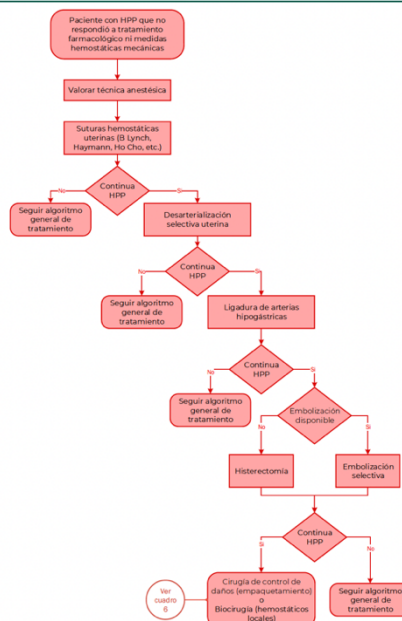 Paciente con HPP que no
respondió a tratamiento
farmacológico ni medidas
hemostáticas mecánicas
Valorar técnica anestésica
Suturas hemostáticas
uterinas (B Lynch,
Haymann, Ho Cho, etc.)
Continua
HPP
No
Si
Seguir algoritmo
general de
tratamiento
Desarterialización
selectiva uterina
Continua
HPP
No
Si
Seguir algoritmo
general de
tratamiento
Ligadura de arterias
hipogástricas
Continua
HPP
No
Si
Seguir algoritmo
general de
tratamiento
Embolización
disponible
No
Si
Histerectomía
Embolización
selectiva
Continua
HPP
Si
No
Ver
cuadro
6
Cirugía de control de
daños (empaquetamiento)
o
Biocirugía (hemostáticos
locales)
Seguir algoritmo
general de
tratamiento